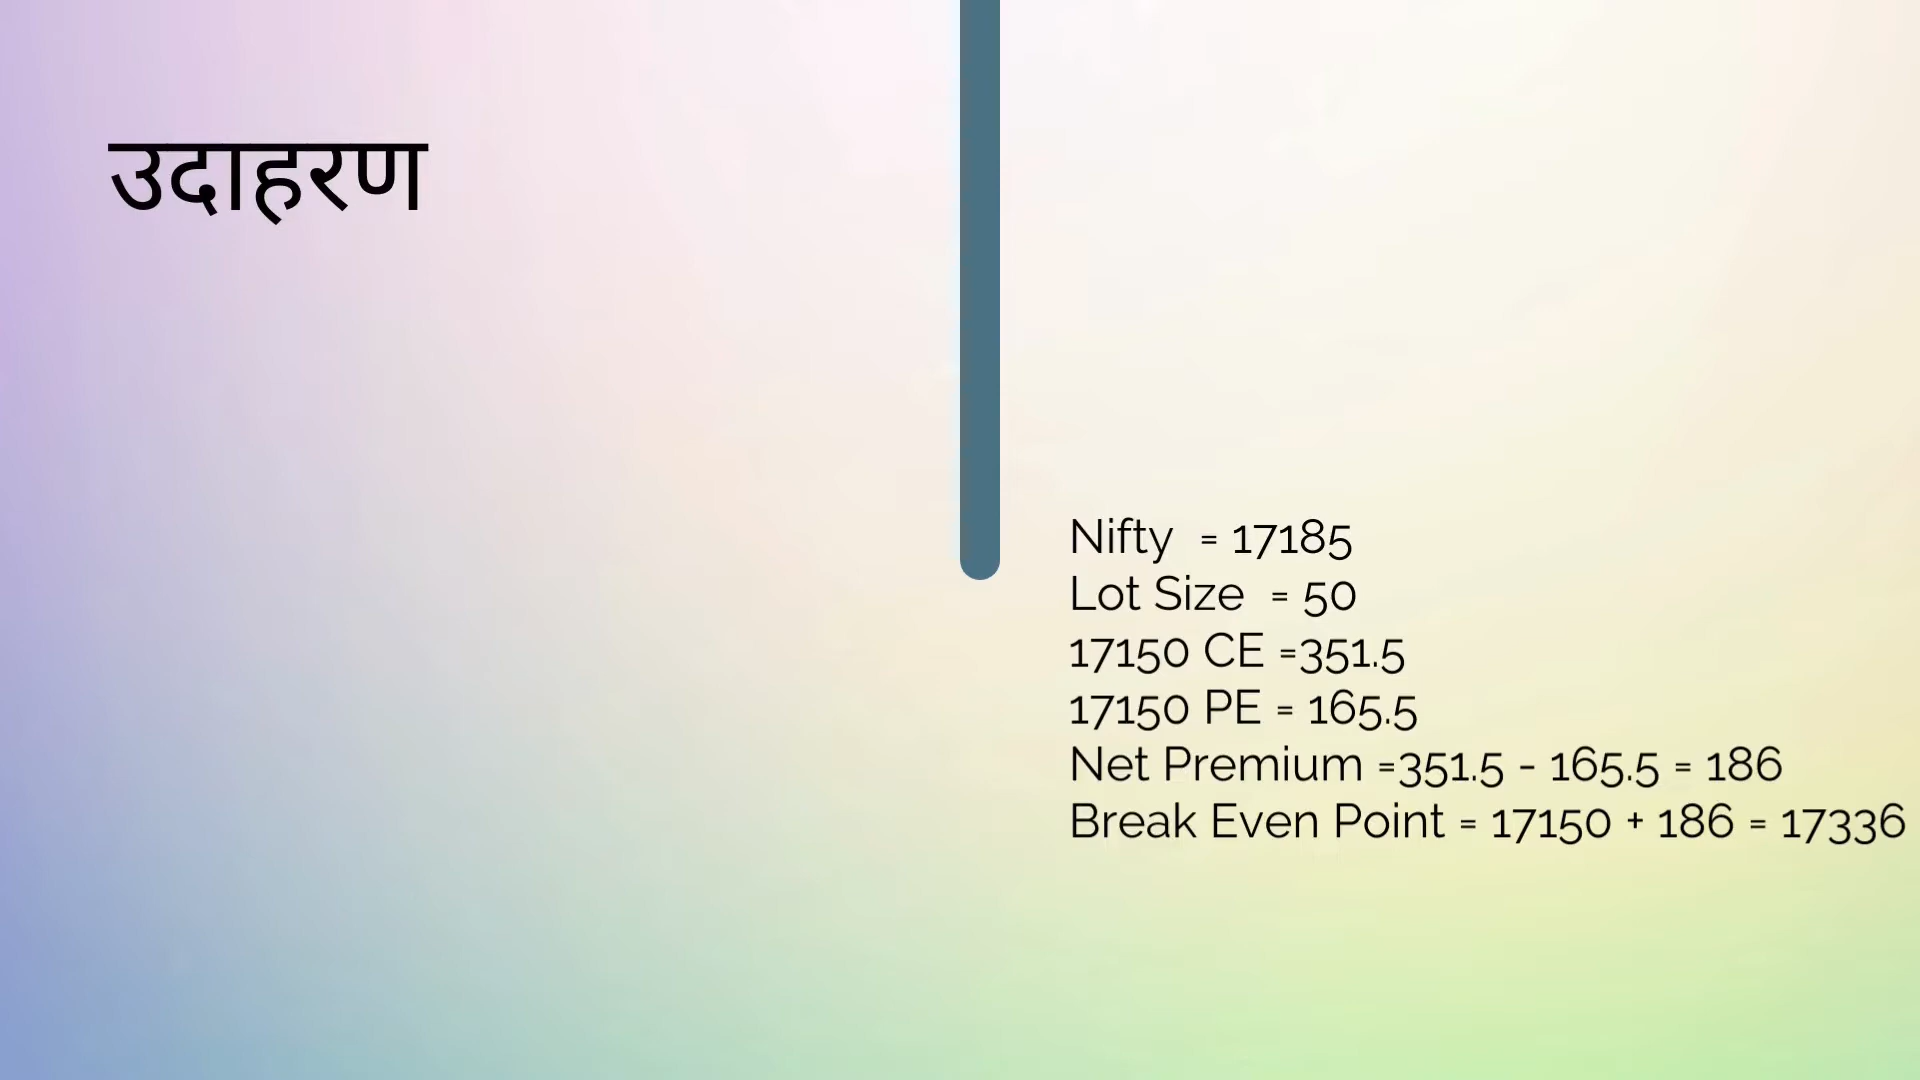 उदाहरण
Nifty = 17185
Lot Size = 50
17150 CE =351.5
17150 PE = 165.5
Net Premium =351.5 - 165.5 = 186
Break Even Point = 17150 + 186 = 17336